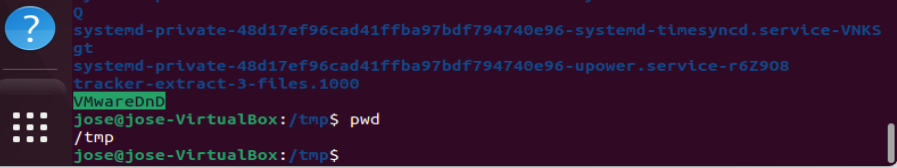 Q
systemd-private-48d17ef96cad41ffba97bdf794740e96-systemd-timesyncd.service-VNKS
gt
systemd-private-48d17ef96cad41ffba97bdf794740e96-upower.service-r6Z9O8
tracker-extract-3-files.1000
VMwareDnD
jose@jose-VirtualBox:/tmp$ pwd
/tmp
jose@jose-VirtualBox:/tmp$